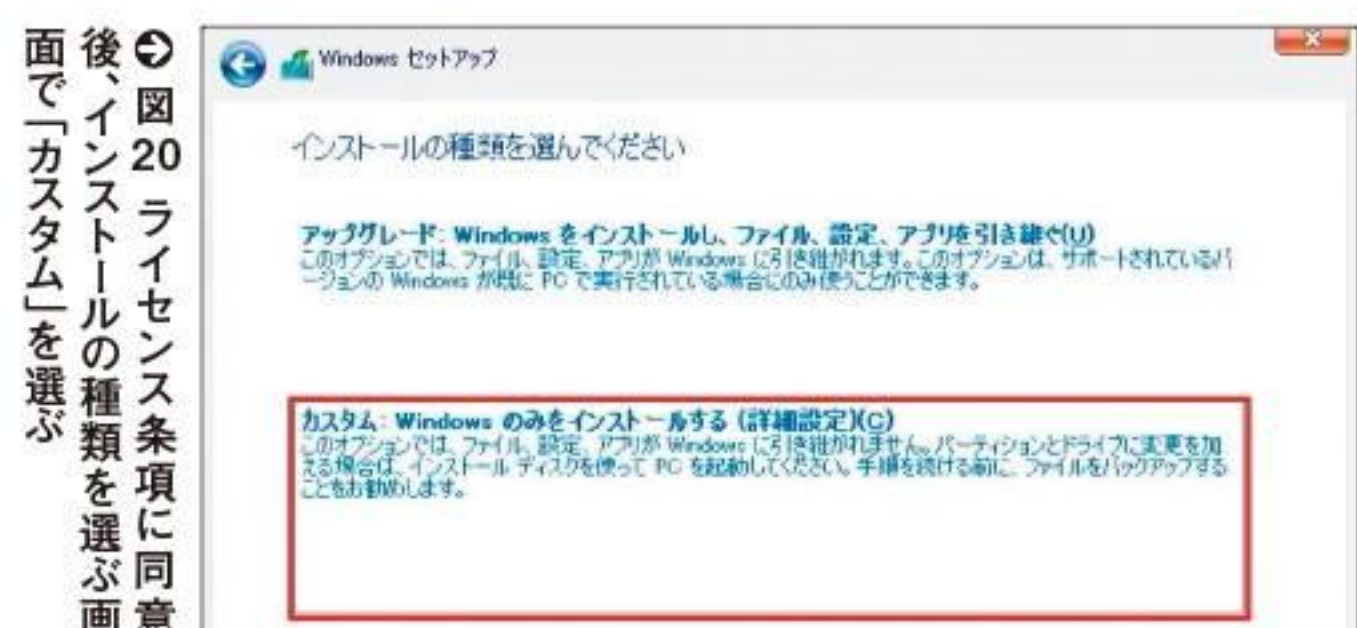 ➲ 図20 ライセンス条項に同意
後、インストールの種類を選ぶ画
面で「カスタム」を選ぶ
Windows セットアップ
インストールの種類を選んでください
アップグレード: Windows をインストールし、ファイル、設定、アプリを引き継ぐ(U)
このオプションでは、ファイル、設定、アプリが Windows に引き継がれます。このオプションは、サポートされているバ
ージョンの Windows が既に PC で実行されている場合にのみ使うことができます。
カスタム: Windows のみをインストールする (詳細設定)(C)
このオプションでは、ファイル、設定、アプリが Windows に引き継がれません。パーティションとドライブに変更を加
える場合は、インストール ディスクを使って PC を起動してください。手順を続ける前に、ファイルをバックアップする
ことをお勧めします。